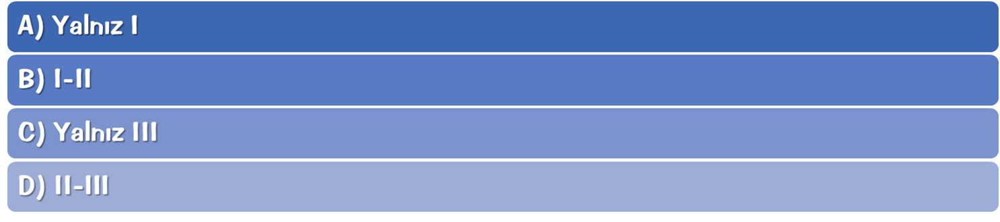 A) Yalnız I
B) I-II
C) Yalnız III
D) II-III